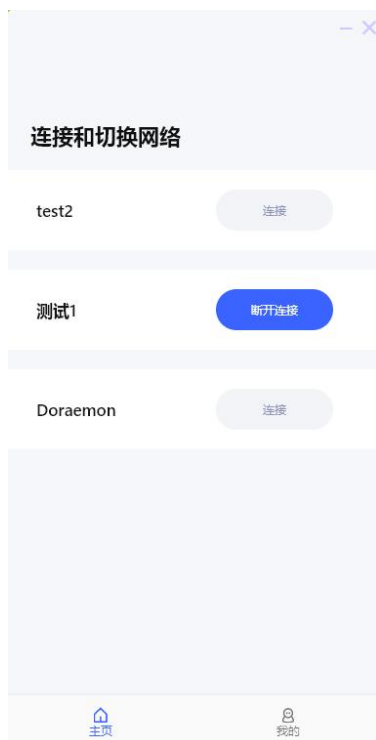 连接和切换网络
test2
连接
测试1
断开连接
Doraemon
连接
主页
我的